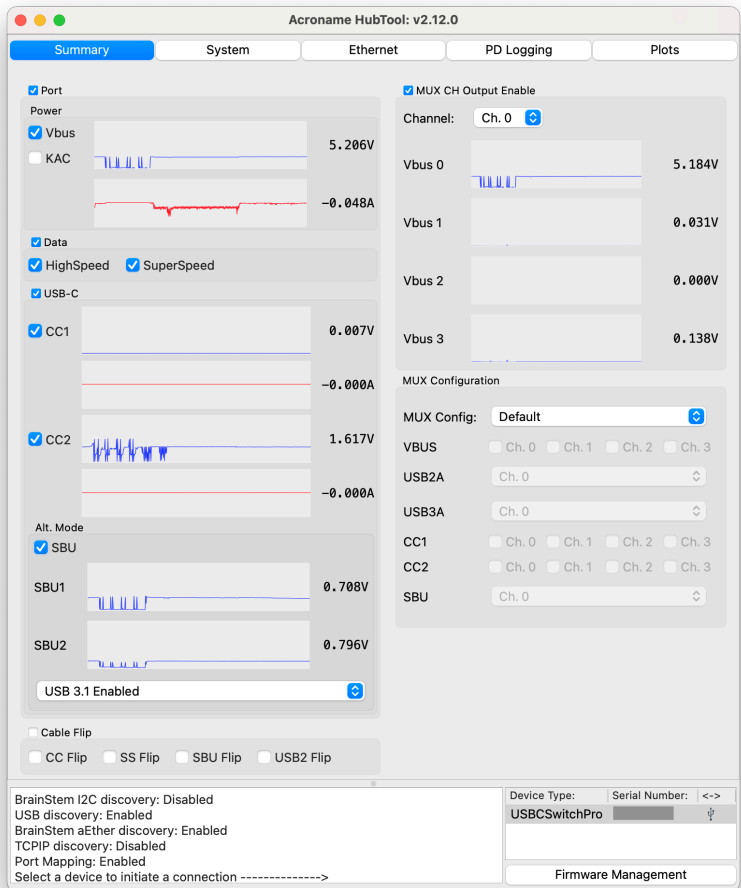 Acroname HubTool: v2.12.0
Summary System Ethernet PD Logging Plots
Port
Power
Vbus 5.206V
KAC
-0.048A
Data
HighSpeed SuperSpeed
USB-C
CC1 0.007V
-0.000A
CC2 1.617V
-0.000A
Alt. Mode
SBU
SBU1 0.708V
SBU2 0.796V
USB 3.1 Enabled
Cable Flip
CC Flip SS Flip SBU Flip USB2 Flip
MUX CH Output Enable
Channel: Ch. 0
Vbus 0 5.184V
Vbus 1 0.031V
Vbus 2 0.000V
Vbus 3 0.138V
MUX Configuration
MUX Config: Default
VBUS Ch. 0 Ch. 1 Ch. 2 Ch. 3
USB2A Ch. 0
USB3A Ch. 0
CC1 Ch. 0 Ch. 1 Ch. 2 Ch. 3
CC2 Ch. 0 Ch. 1 Ch. 2 Ch. 3
SBU Ch. 0
BrainStem I2C discovery: Disabled
USB discovery: Enabled
BrainStem aEther discovery: Enabled
TCPIP discovery: Disabled
Port Mapping: Enabled
Select a device to initiate a connection -------------->
Device Type: Serial Number: <->
USBCSwitchPro
Firmware Management